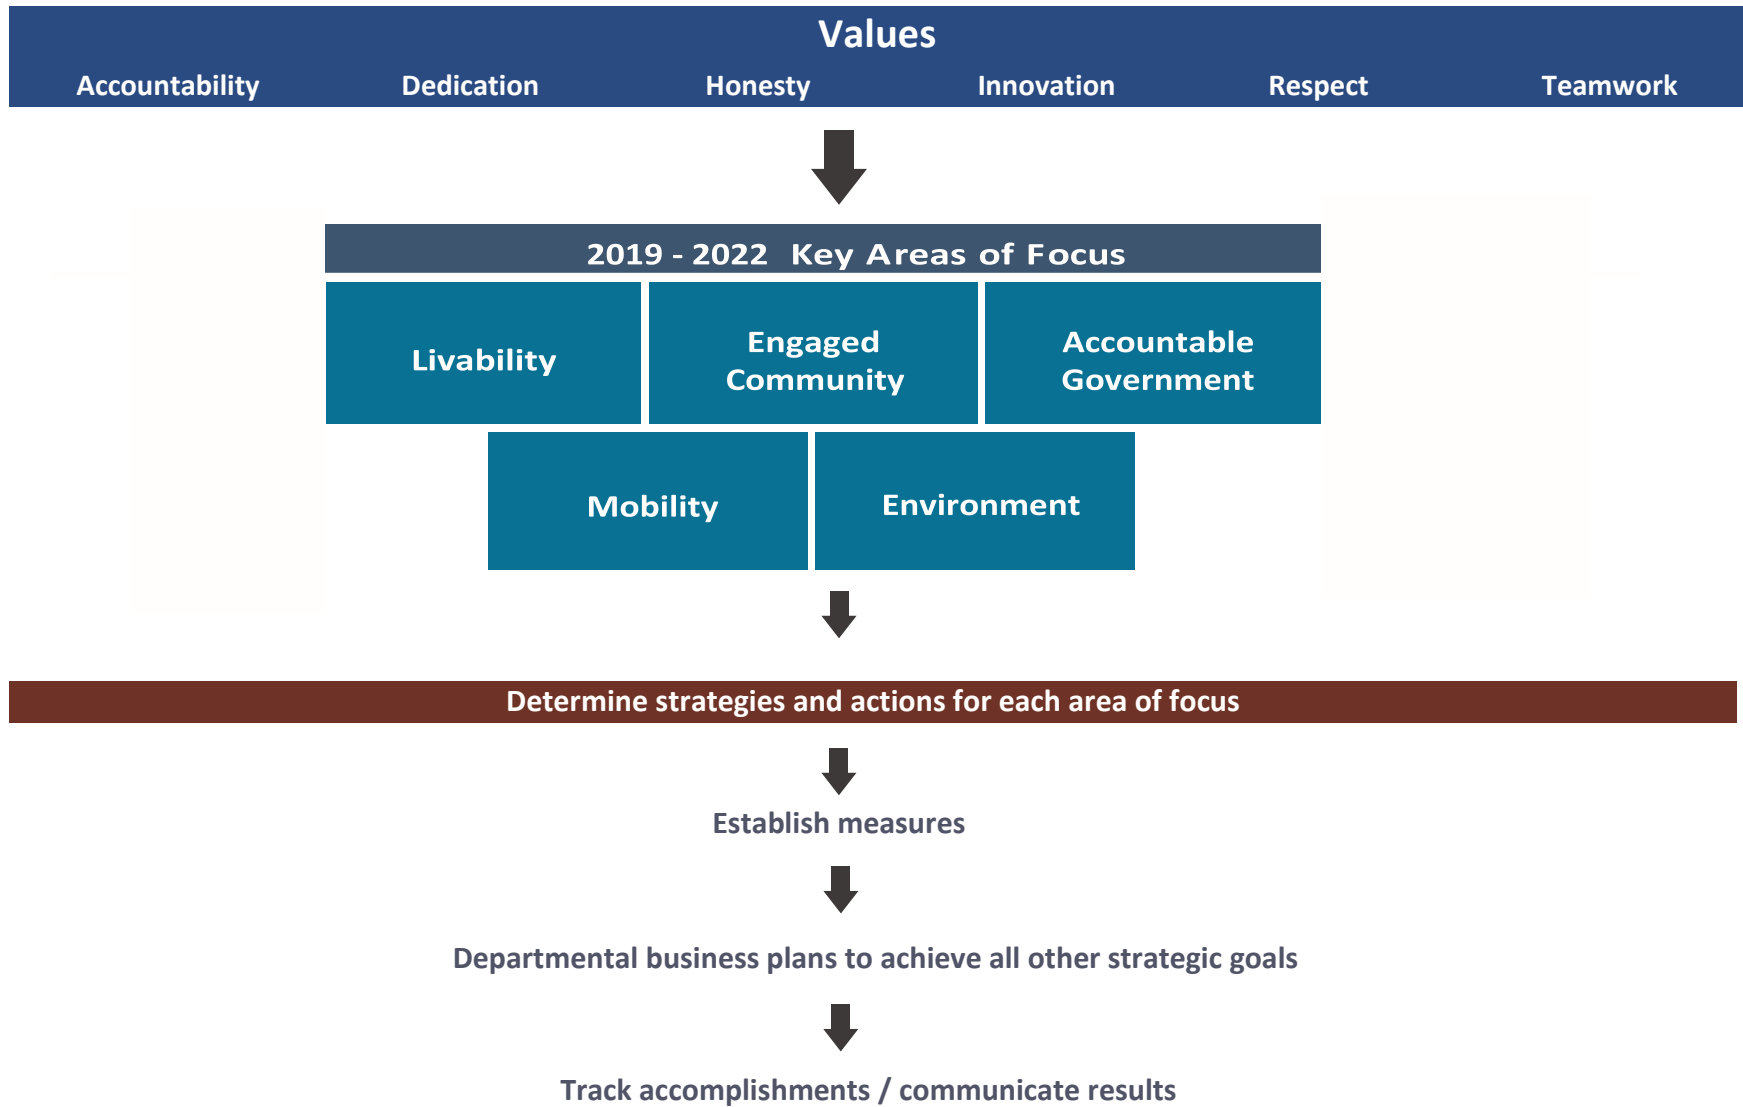 Values
Accountability Dedication Honesty Innovation Respect Teamwork
2019 - 2022 Key Areas of Focus
Livability
Engaged
Community
Accountable
Government
Mobility
Environment
Determine strategies and actions for each area of focus
Establish measures
Departmental business plans to achieve all other strategic goals
Track accomplishments / communicate results